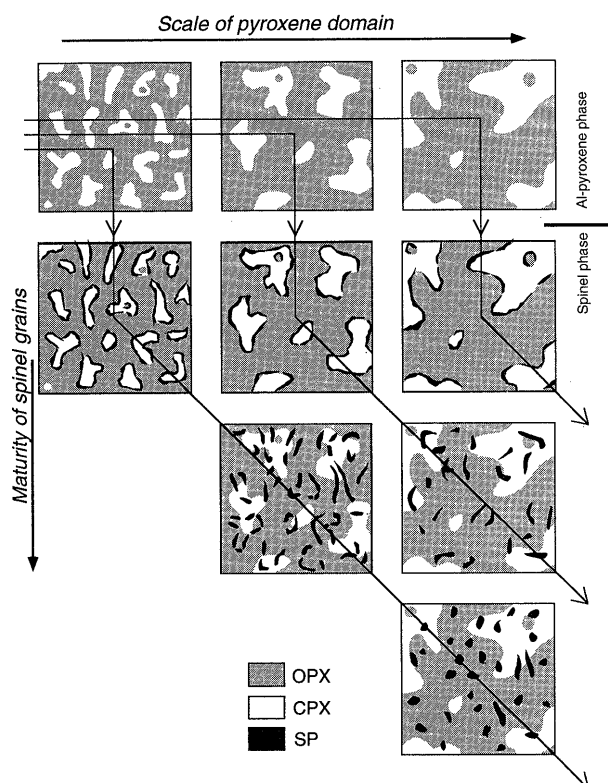 Scale of pyroxene domain
Al-pyroxene phase
Spinel phase
Maturity of spinel grains
OPX
CPX
SP